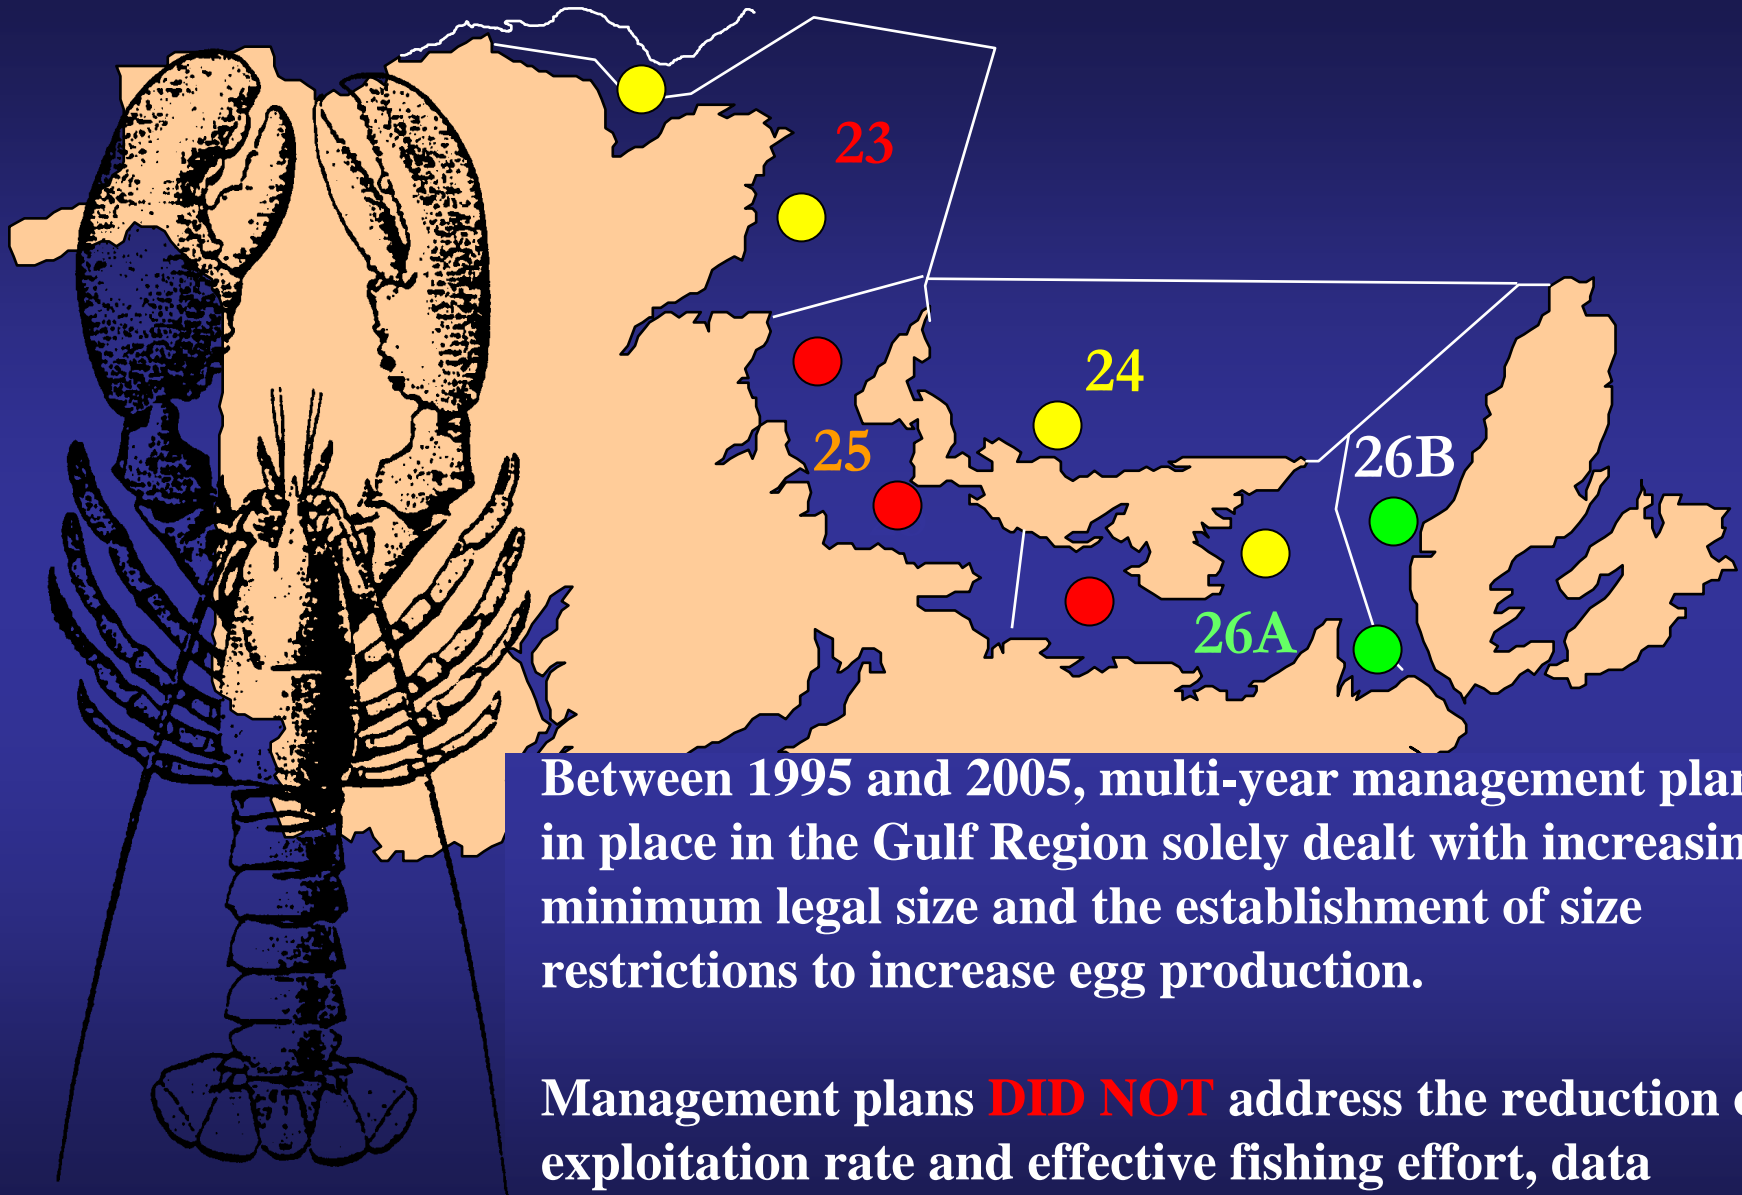 23
24
25
26B
26A
Between 1995 and 2005, multi-year management plan
in place in the Gulf Region solely dealt with increasin
minimum legal size and the establishment of size
restrictions to increase egg production.
Management plans DID NOT address the reduction
exploitation rate and effective fishing effort, data